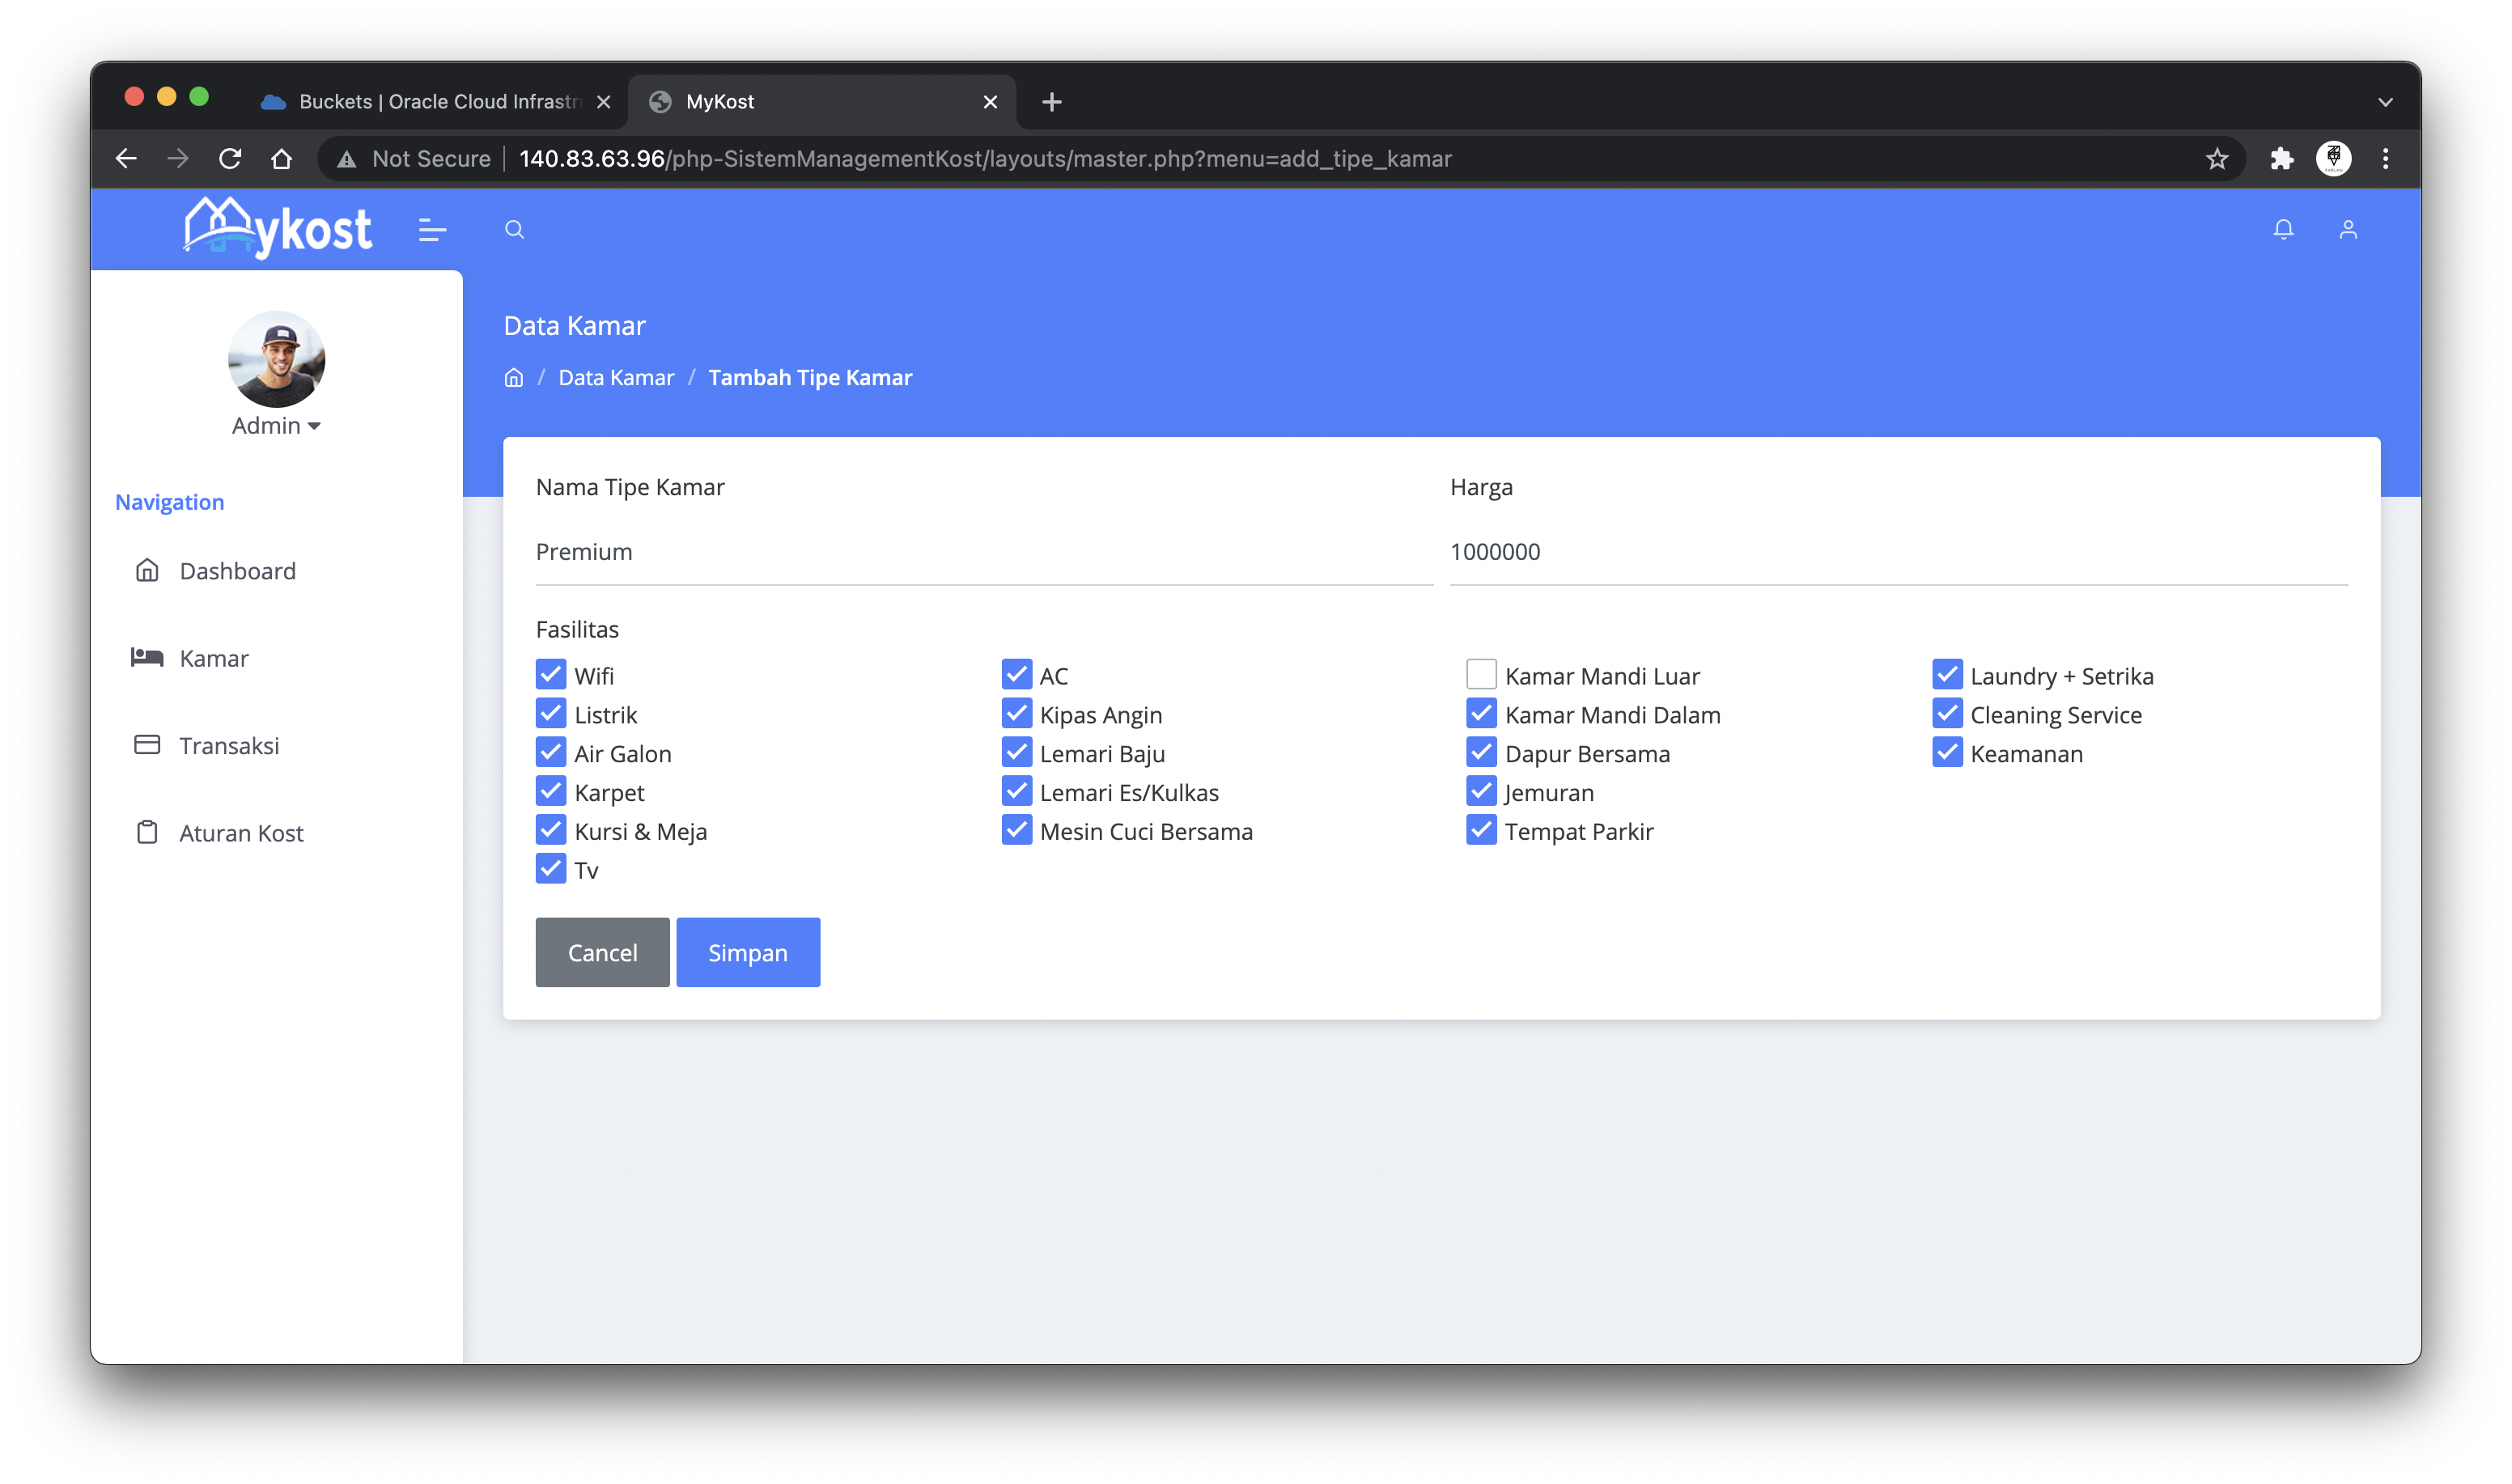 Buckets | Oracle Cloud Infrastr
MyKost
Not Secure 140.83.63.96/php-SistemManagementKost/layouts/master.php?menu=add_tipe_kamar
Mykost
Data Kamar
/ Data Kamar / Tambah Tipe Kamar
Admin
Navigation
Dashboard
Kamar
Transaksi
Aturan Kost
Nama Tipe Kamar
Premium
Harga
1000000
Fasilitas
Wifi
Listrik
Air Galon
Karpet
Kursi & Meja
Tv
AC
Kipas Angin
Lemari Baju
Lemari Es/Kulkas
Mesin Cuci Bersama
Kamar Mandi Luar
Kamar Mandi Dalam
Dapur Bersama
Jemuran
Tempat Parkir
Laundry + Setrika
Cleaning Service
Keamanan
Cancel
Simpan